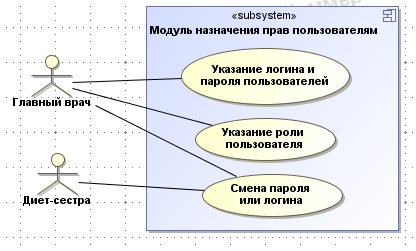 «subsystem»
Модуль назначения прав пользователям
Указание логина и
пароля пользователей
Главный врач
Указание роли
пользователя
Смена пароля
или логина
Диет-сестра